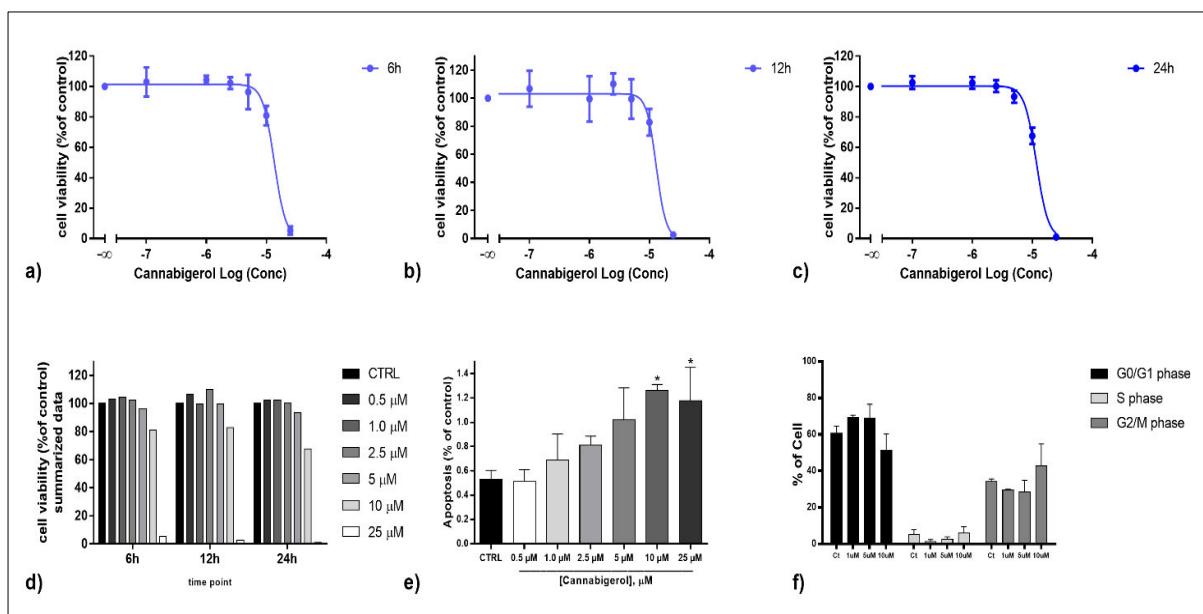 120
100
80
60
40
20
0
cell viability (%of control)
-∞
-7
-6
-5
-4
Cannabigerol Log (Conc)
6h
a)
120
100
80
60
40
20
0
cell viability (%of control)
-∞
-7
-6
-5
-4
Cannabigerol Log (Conc)
12h
b)
120
100
80
60
40
20
0
cell viability (%of control)
-∞
-7
-6
-5
-4
Cannabigerol Log (Conc)
24h
c)
cell viability (%of control)
summarized data
120
100
80
60
40
20
0
6h 12h 24h
time point
CTRL
0.5 μM
1.0 μM
2.5 μM
5 μM
10 μM
25 μM
d)
Apoptosis (% of control)
1.4
1.2
1.0
0.8
0.6
0.4
0.2
0.0
* *
CTRL 0.5 μM 1.0 μM 2.5 μM 5 μM 10 μM 25 μM
[Cannabigerol], μM
e)
% of Cell
100
80
60
40
20
0
Ct 1uM 5uM 10uM Ct 1uM 5uM 10uM Ct 1uM 5uM 10uM
G0/G1 phase
S phase
G2/M phase
f)